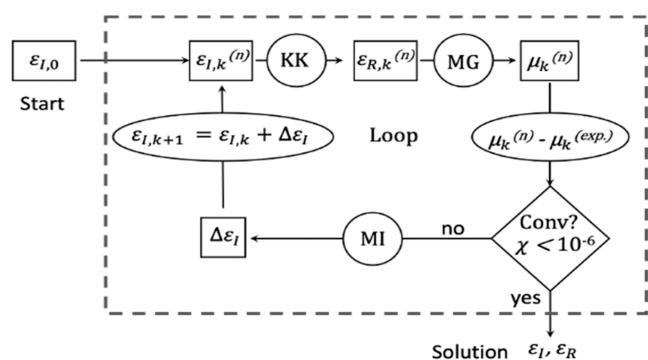 ε_{I,0}
Start
ε_{I,k}^{(n)}
KK
ε_{R,k}^{(n)}
MG
μ_k^{(n)}
ε_{I,k+1} = ε_{I,k} + Δε_I
Loop
μ_k^{(n)} - μ_k^{(exp.)}
Δε_I
MI
no
Conv?
χ < 10^{-6}
yes
Solution ε_I, ε_R